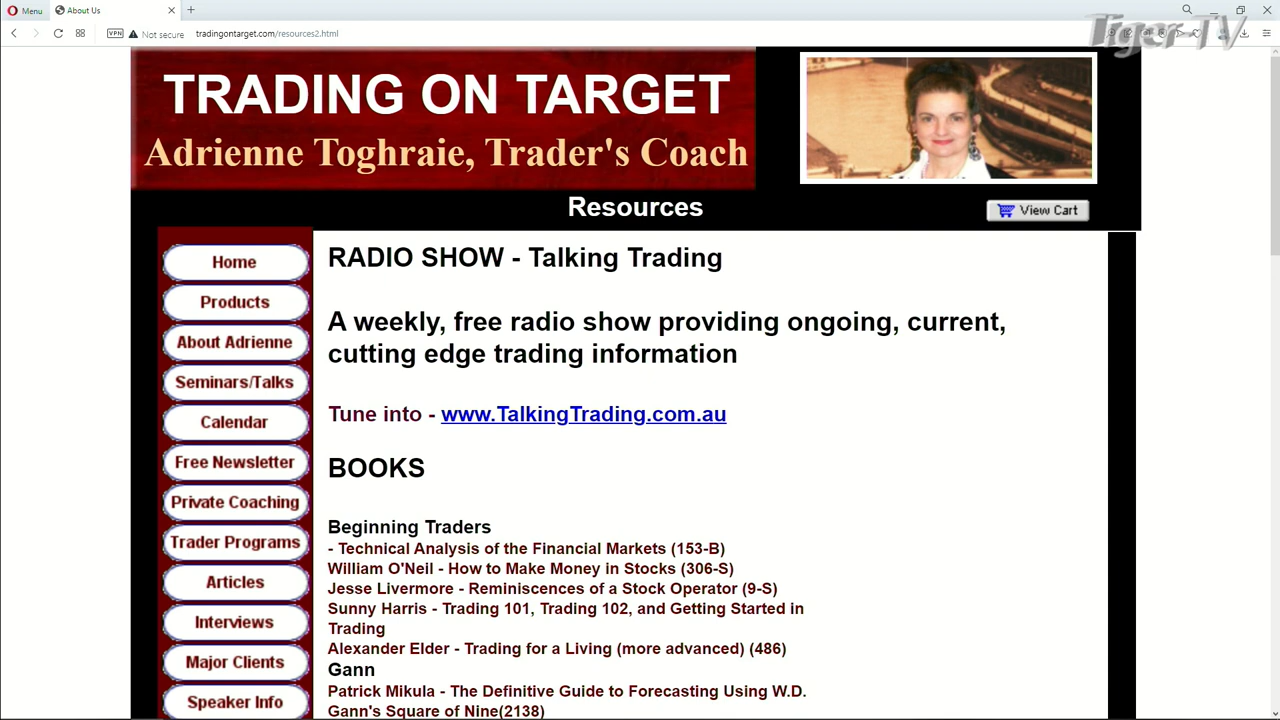 Menu
About Us
Tiger TV
VPN
Not secure
tradingontarget.com/resources2.html
TRADING ON TARGET
Adrienne Toghraie, Trader's Coach
Resources
View Cart
Home
Products
About Adrienne
Seminars/Talks
Calendar
Free Newsletter
Private Coaching
Trader Programs
Articles
Interviews
Major Clients
Speaker Info
RADIO SHOW - Talking Trading
A weekly, free radio show providing ongoing, current,
cutting edge trading information
Tune into - www.TalkingTrading.com.au
BOOKS
Beginning Traders
- Technical Analysis of the Financial Markets (153-B)
William O'Neil - How to Make Money in Stocks (306-S)
Jesse Livermore - Reminiscences of a Stock Operator (9-S)
Sunny Harris - Trading 101, Trading 102, and Getting Started in
Trading
Alexander Elder - Trading for a Living (more advanced) (486)
Gann
Patrick Mikula - The Definitive Guide to Forecasting Using W.D.
Gann's Square of Nine(2138)